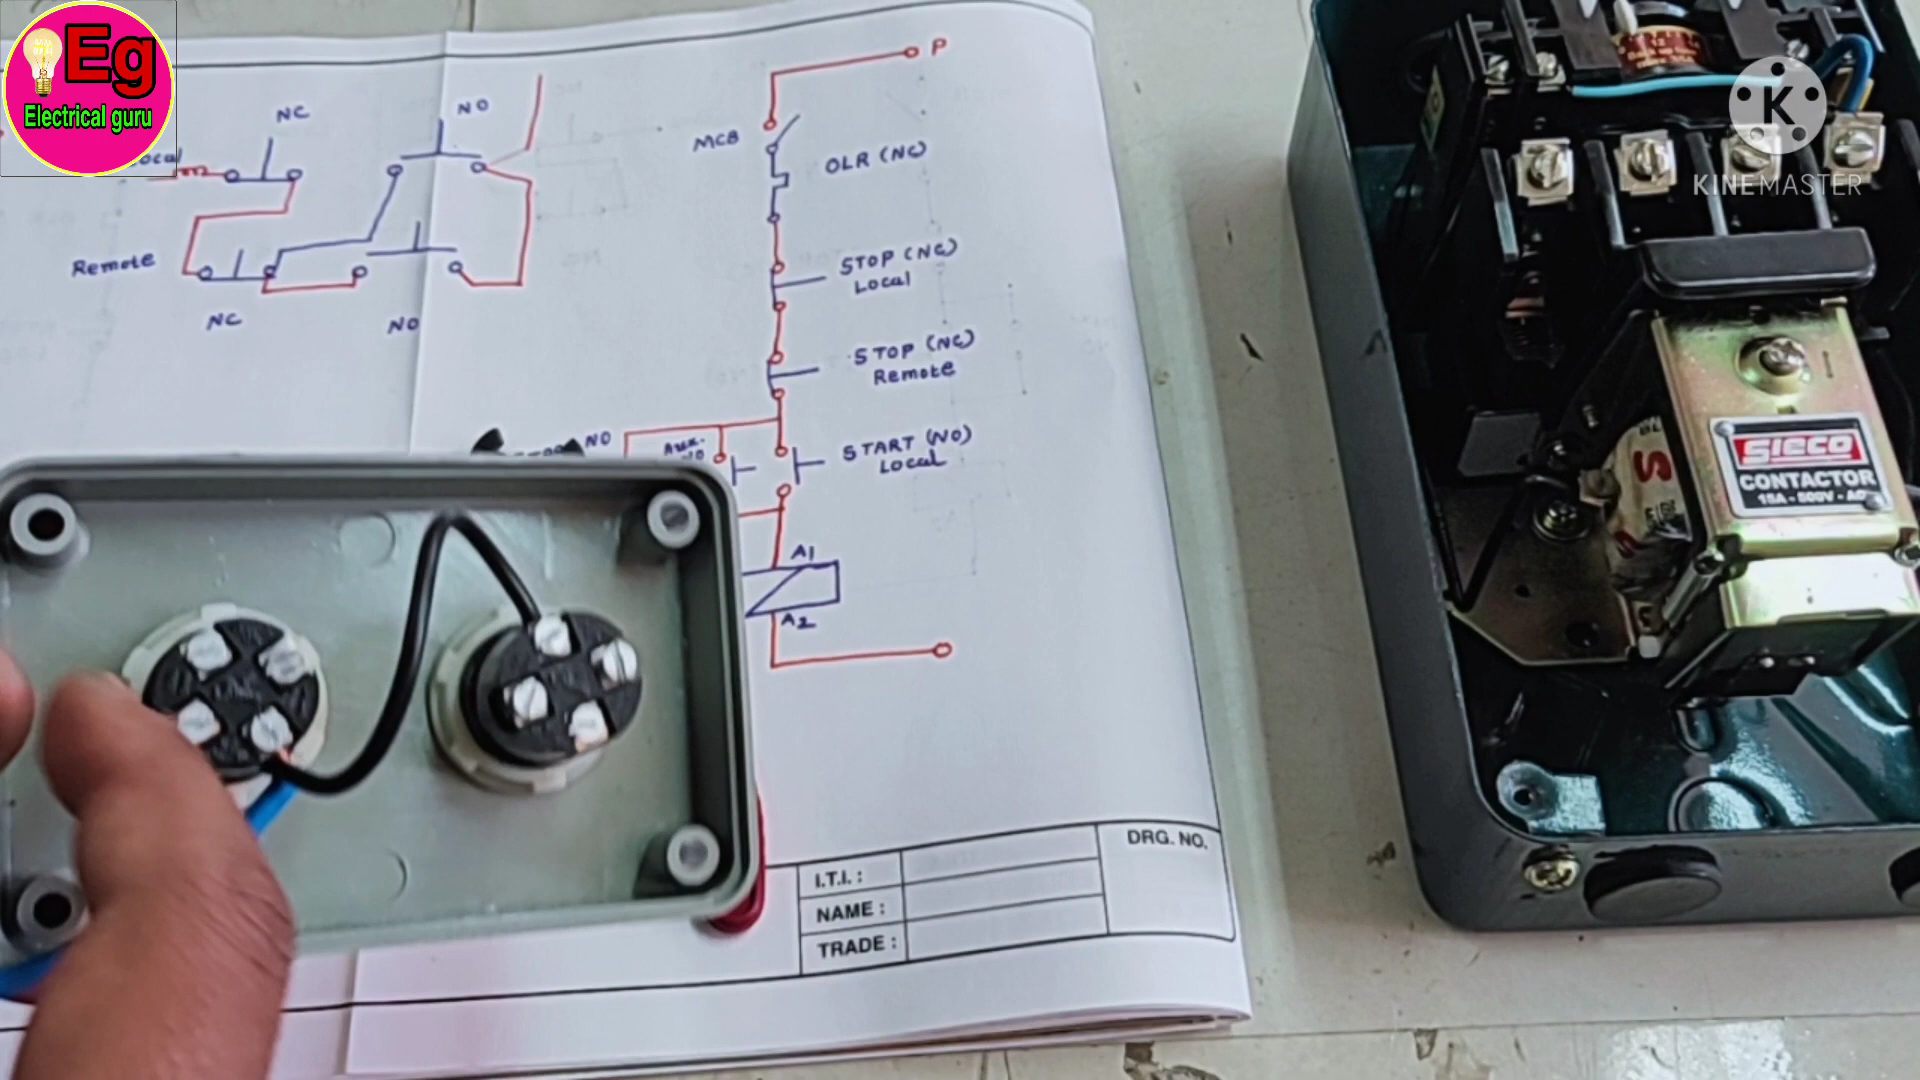 Eg
Electrical guru
KINEMASTER
NC
NO
Local
Remote
NC
NO
P
MCB
OLR (NC)
STOP (NC)
Local
STOP (NC)
Remote
NO
AUX.
NO
START (NO)
Local
A1
A2
SIECO
CONTACTOR
I.T.I. :
NAME :
TRADE :
DRG. NO.